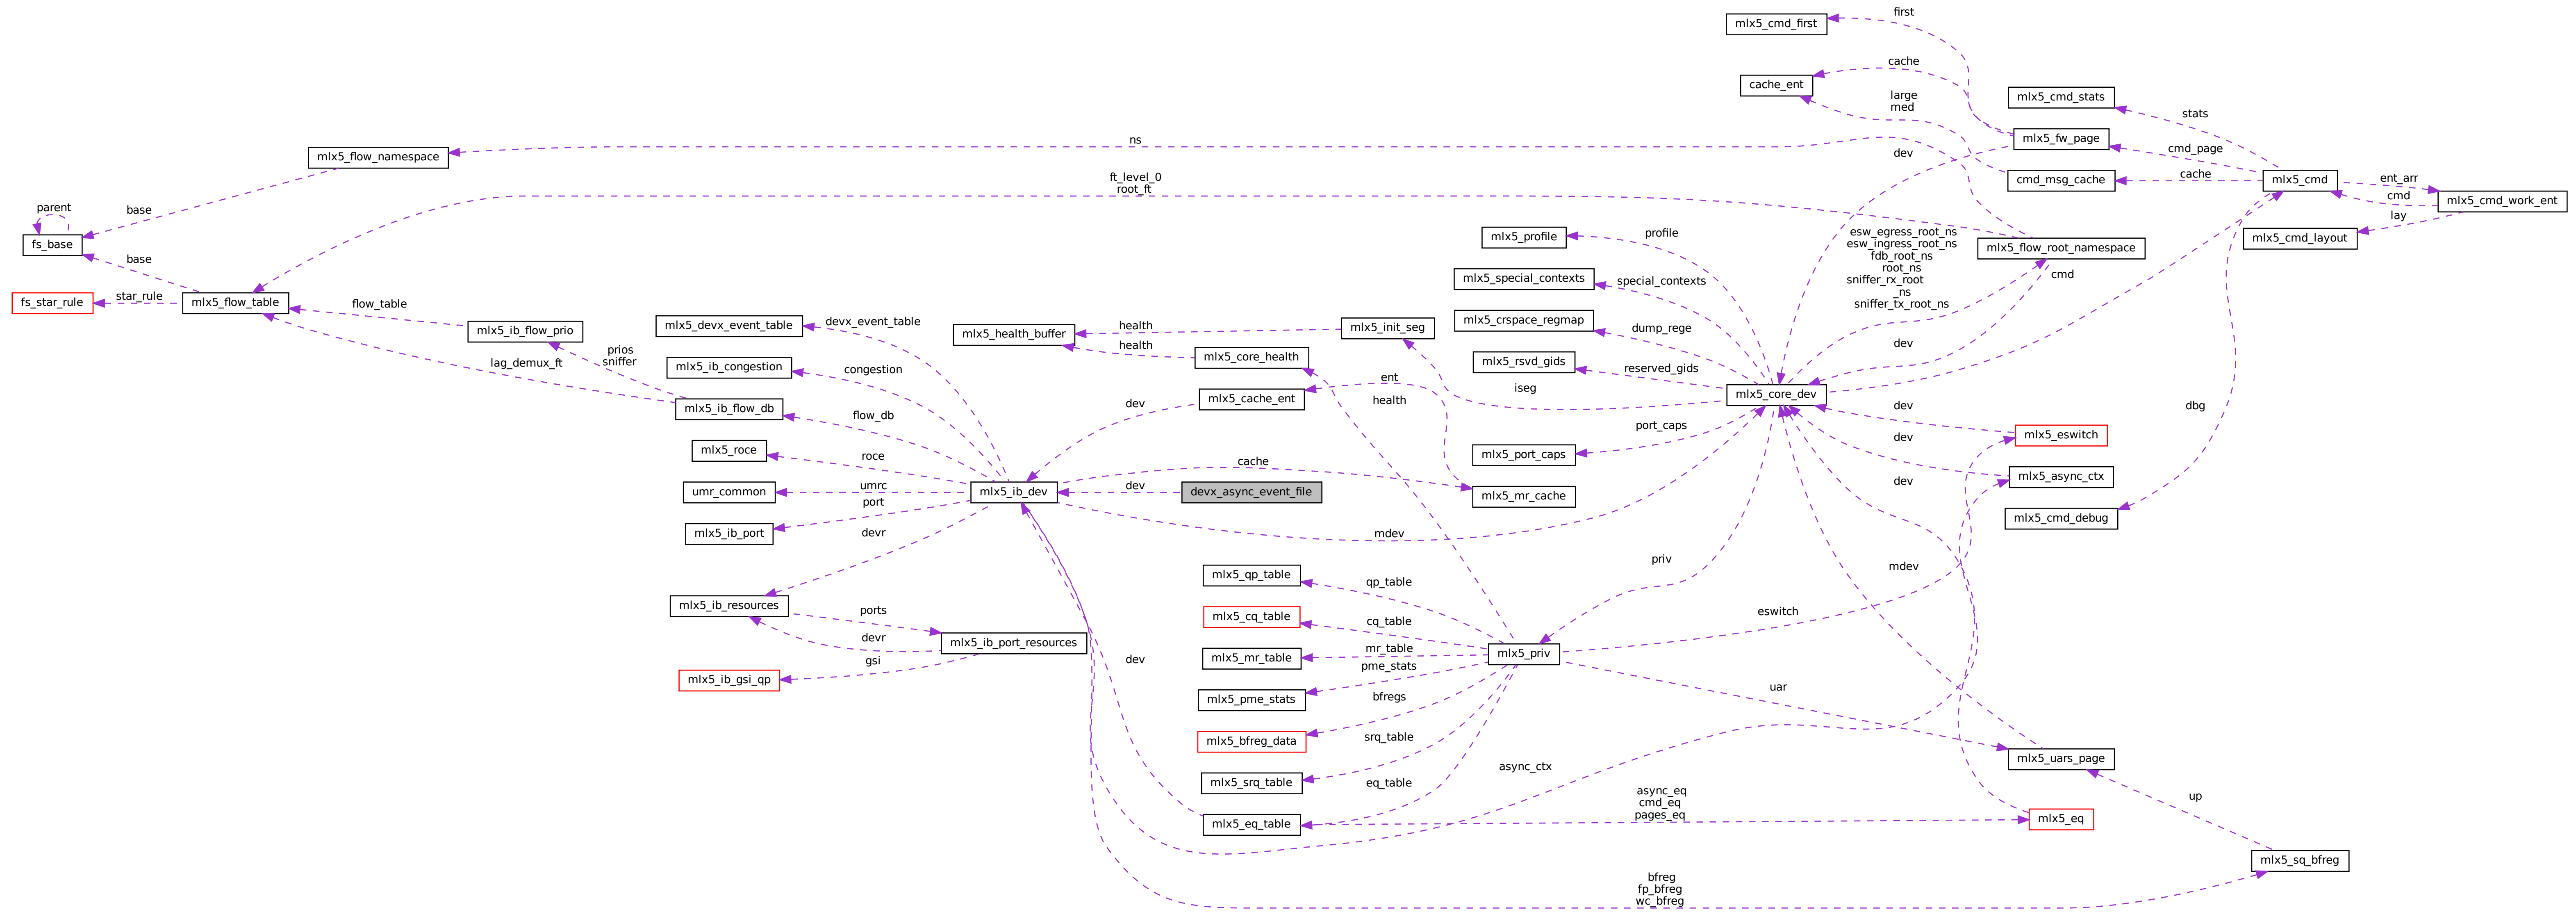 first
mlx5_cmd_first
cache
cache_ent
large
med
mlx5_cmd_stats
stats
mlx5_fw_page
cmd_page
ns
dev
mlx5_flow_namespace
cmd_msg_cache
cache
mlx5_cmd
ent_arr
cmd
mlx5_cmd_work_ent
lay
ft_level_0
root_ft
parent
base
fs_base
mlx5_profile
profile
esw_egress_root_ns
esw_ingress_root_ns
fdb_root_ns
root_ns
sniffer_rx_root
_ns
sniffer_tx_root_ns
mlx5_flow_root_namespace
mlx5_cmd_layout
cmd
base
mlx5_special_contexts
special_contexts
fs_star_rule
star_rule
mlx5_flow_table
flow_table
mlx5_ib_flow_prio
mlx5_devx_event_table
devx_event_table
mlx5_health_buffer
health
health
mlx5_init_seg
mlx5_crspace_regmap
dump_rege
dev
prios
sniffer
lag_demux_ft
mlx5_ib_congestion
congestion
mlx5_core_health
mlx5_rsvd_gids
reserved_gids
ent
iseg
mlx5_core_dev
mlx5_ib_flow_db
flow_db
dev
mlx5_cache_ent
health
dbg
dev
port_caps
mlx5_eswitch
mlx5_roce
roce
mlx5_port_caps
dev
cache
mlx5_async_ctx
umr_common
umrc
mlx5_ib_dev
dev
devx_async_event_file
mlx5_mr_cache
dev
port
mlx5_cmd_debug
mlx5_ib_port
devr
mdev
priv
mdev
mlx5_qp_table
qp_table
mlx5_ib_resources
ports
mlx5_cq_table
cq_table
eswitch
devr
mlx5_ib_port_resources
mr_table
mlx5_mr_table
mlx5_priv
gsi
dev
pme_stats
mlx5_ib_gsi_qp
mlx5_pme_stats
bfregs
uar
mlx5_bfreg_data
srq_table
mlx5_uars_page
async_ctx
mlx5_srq_table
eq_table
async_eq
cmd_eq
pages_eq
up
mlx5_eq_table
mlx5_eq
mlx5_sq_bfreg
bfreg
fp_bfreg
wc_bfreg